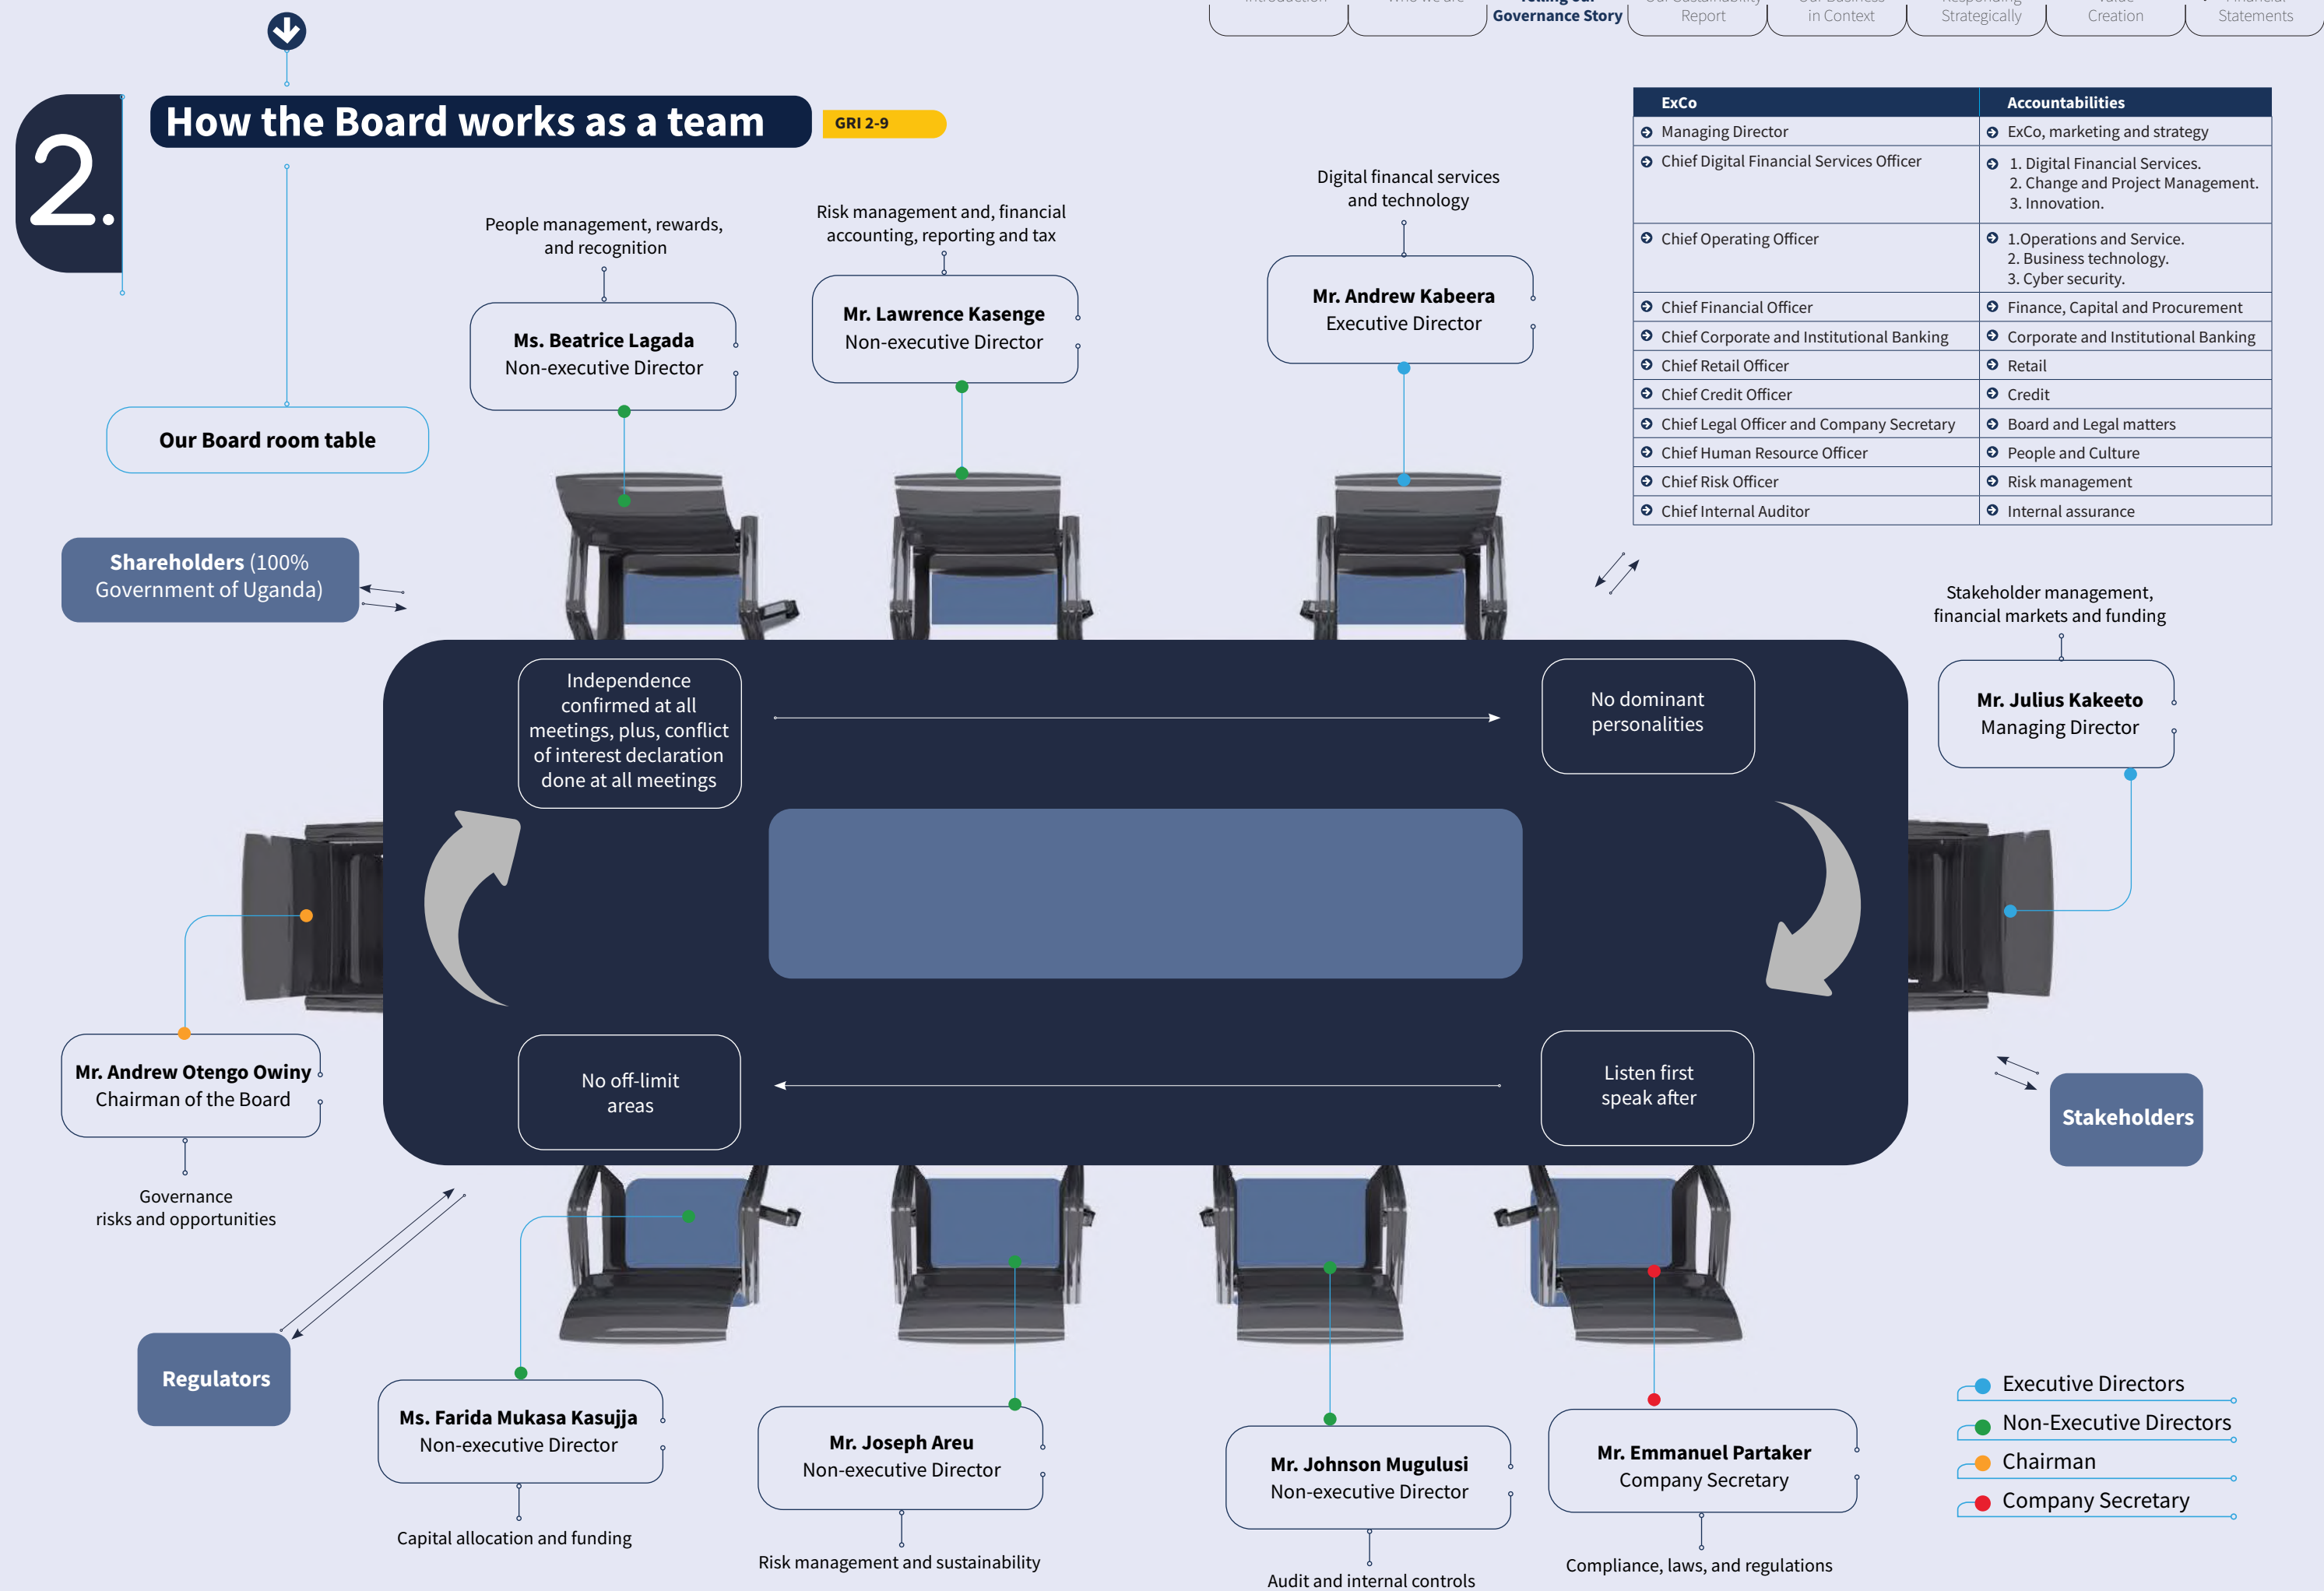 Governance Story
Report
in Context
Strategically
Creation
Statements
2.
How the Board works as a team
GRI 2-9
Our Board room table
ExCo
Accountabilities
Managing Director
ExCo, marketing and strategy
Chief Digital Financial Services Officer
1. Digital Financial Services.
2. Change and Project Management.
3. Innovation.
Chief Operating Officer
1.Operations and Service.
2. Business technology.
3. Cyber security.
Chief Financial Officer
Finance, Capital and Procurement
Chief Corporate and Institutional Banking
Corporate and Institutional Banking
Chief Retail Officer
Retail
Chief Credit Officer
Credit
Chief Legal Officer and Company Secretary
Board and Legal matters
Chief Human Resource Officer
People and Culture
Chief Risk Officer
Risk management
Chief Internal Auditor
Internal assurance
People management, rewards,
and recognition
Ms. Beatrice Lagada
Non-executive Director
Risk management and, financial
accounting, reporting and tax
Mr. Lawrence Kasenge
Non-executive Director
Digital financal services
and technology
Mr. Andrew Kabeera
Executive Director
Shareholders (100%
Government of Uganda)
Stakeholder management,
financial markets and funding
Mr. Julius Kakeeto
Managing Director
Independence
confirmed at all
meetings, plus, conflict
of interest declaration
done at all meetings
No dominant
personalities
No off-limit
areas
Listen first
speak after
Mr. Andrew Otengo Owiny
Chairman of the Board
Governance
risks and opportunities
Stakeholders
Regulators
Ms. Farida Mukasa Kasujja
Non-executive Director
Capital allocation and funding
Mr. Joseph Areu
Non-executive Director
Risk management and sustainability
Mr. Johnson Mugulusi
Non-executive Director
Audit and internal controls
Mr. Emmanuel Partaker
Company Secretary
Compliance, laws, and regulations
Executive Directors
Non-Executive Directors
Chairman
Company Secretary